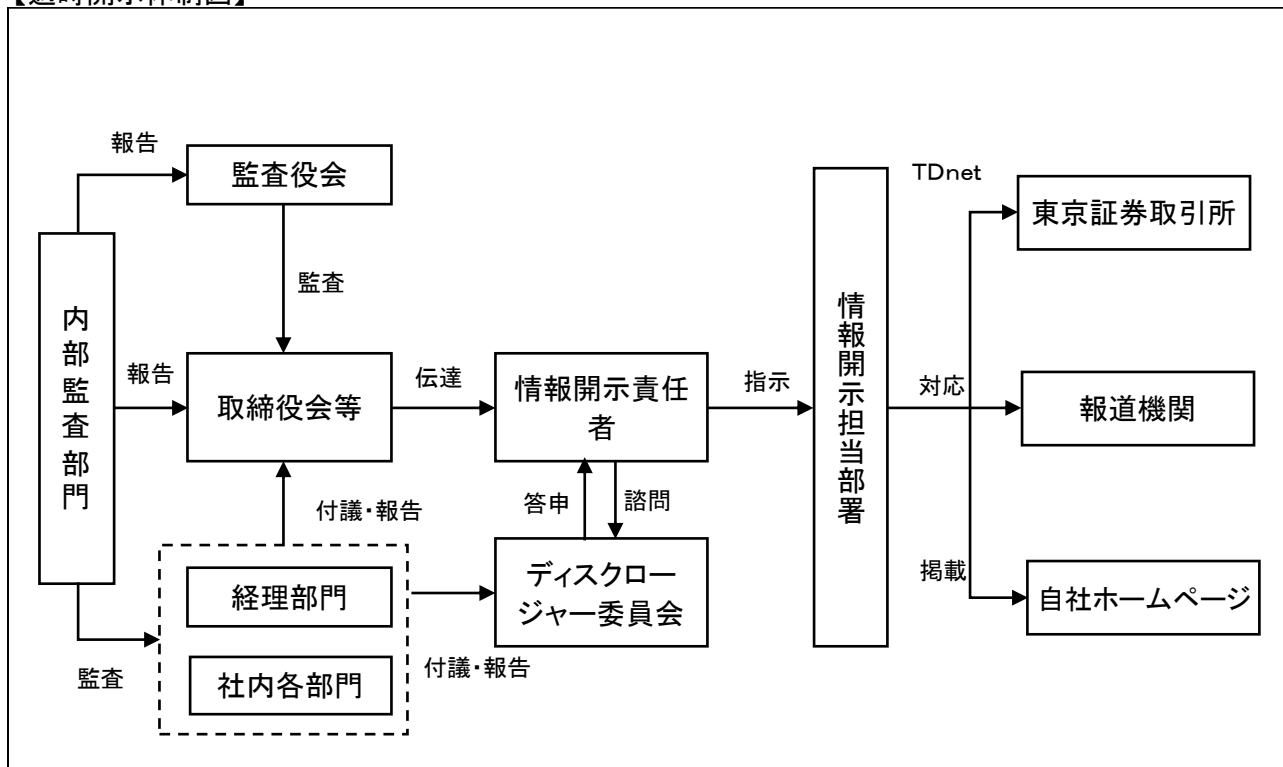 【適時開示体制図】
報告
監査役会
監査
内部監査部門
報告
取締役会等
伝達
情報開示責任
者
指示
情報開示担当部署
TDnet
東京証券取引所
対応
報道機関
掲載
自社ホームページ
付議・報告
答申
諮問
ディスクロー
ジャー委員会
経理部門
社内各部門
監査
付議・報告